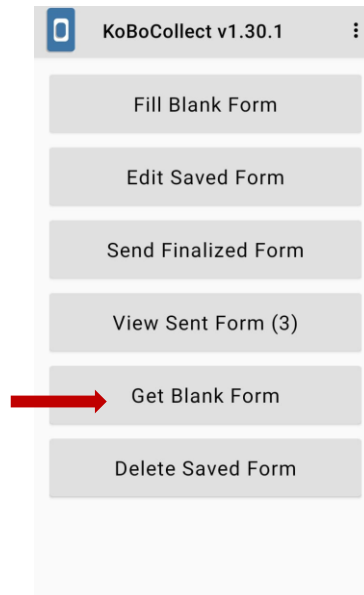 KoBoCollect v1.30.1
Fill Blank Form
Edit Saved Form
Send Finalized Form
View Sent Form (3)
Get Blank Form
Delete Saved Form